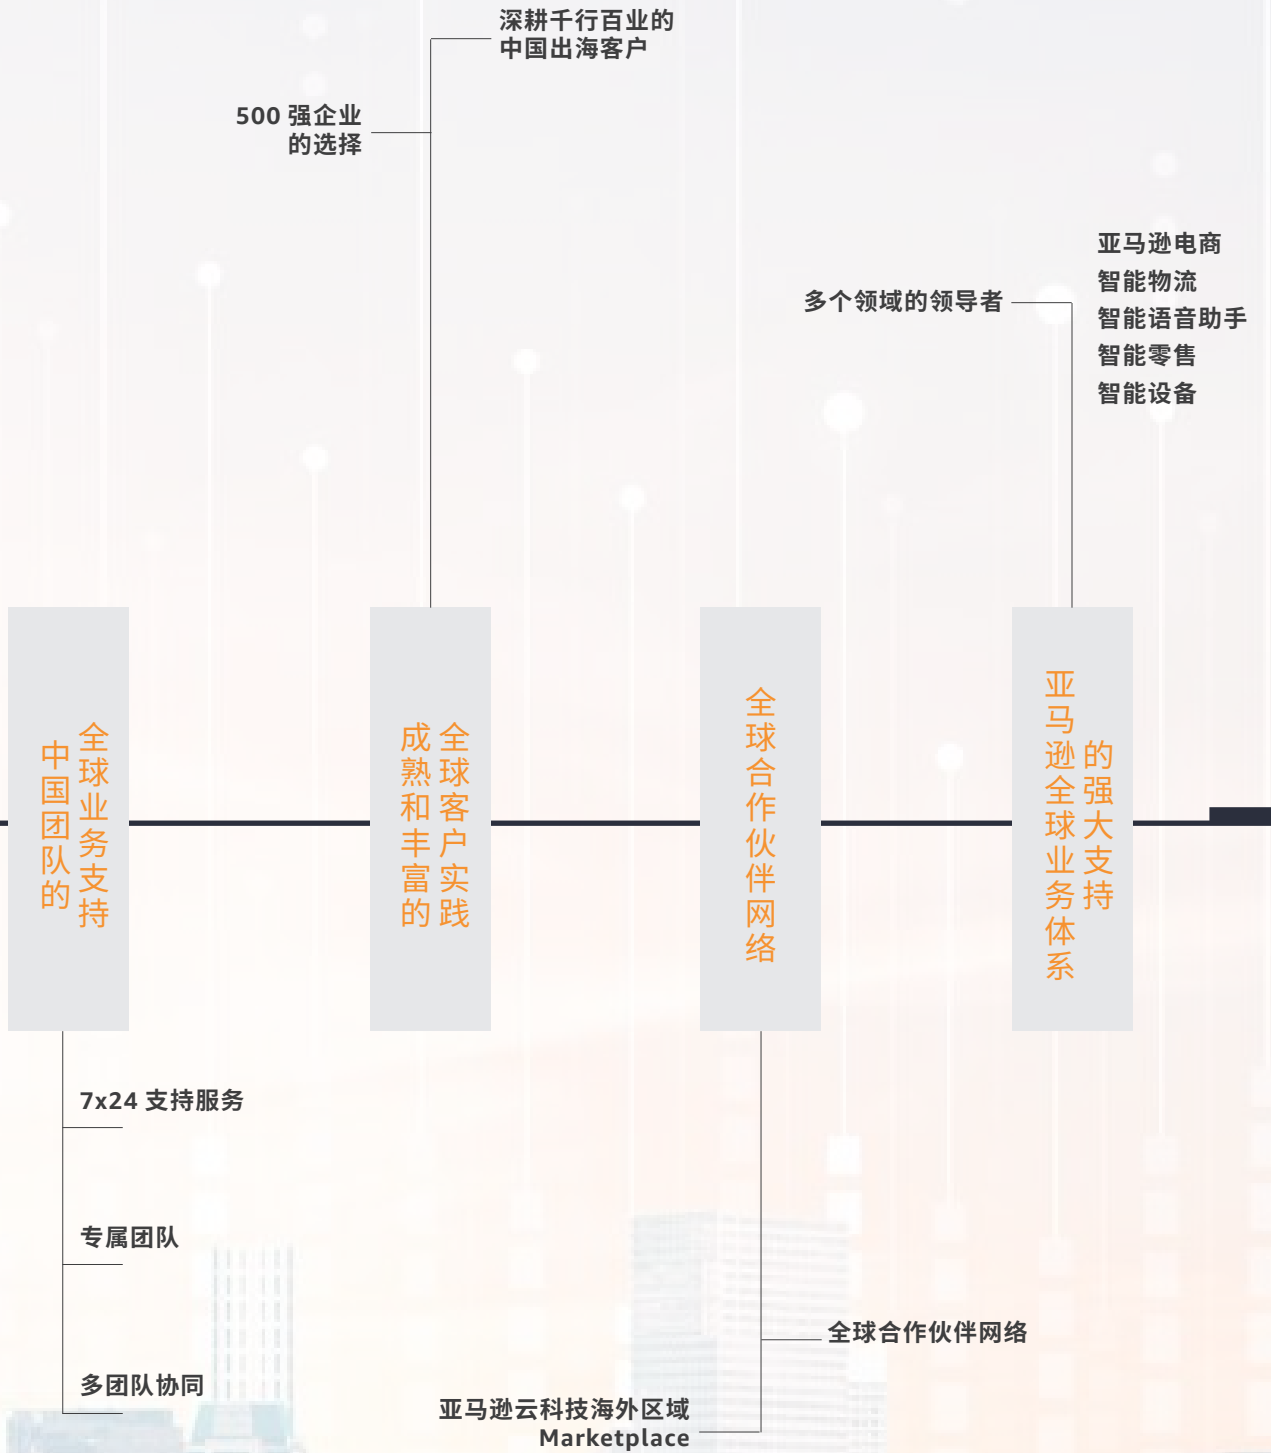 深耕千行百业的
中国出海客户
500 强企业
的选择
多个领域的领导者
亚马逊电商
智能物流
智能语音助手
智能零售
智能设备
中国团队的
全球业务支持
成熟和丰富的
全球客户实践
全球合作伙伴网络
亚马逊全球业务体系
的强大支持
7x24 支持服务
专属团队
多团队协同
全球合作伙伴网络
亚马逊云科技海外区域
Marketplace